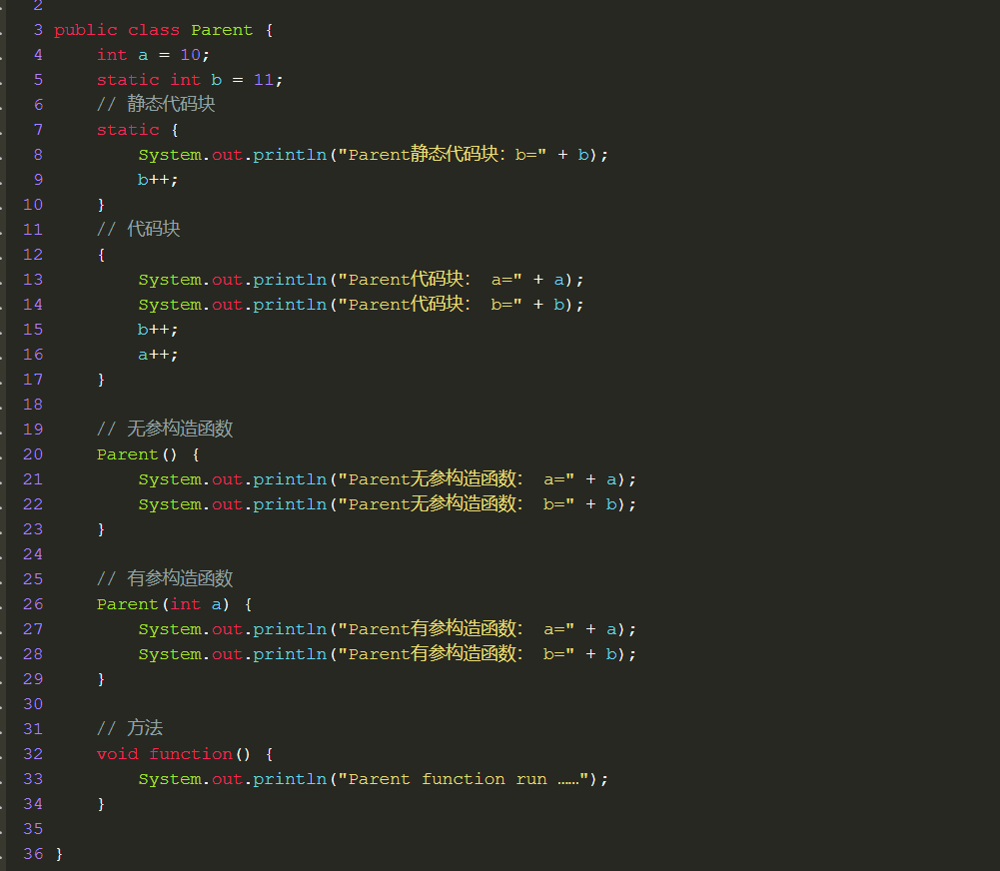 2
3 public class Parent {
4     int a = 10;
5     static int b = 11;
6     // 静态代码块
7     static {
8         System.out.println("Parent静态代码块：b=" + b);
9         b++;
10     }
11     // 代码块
12     {
13         System.out.println("Parent代码块： a=" + a);
14         System.out.println("Parent代码块： b=" + b);
15         b++;
16         a++;
17     }
18
19     // 无参构造函数
20     Parent() {
21         System.out.println("Parent无参构造函数： a=" + a);
22         System.out.println("Parent无参构造函数： b=" + b);
23     }
24
25     // 有参构造函数
26     Parent(int a) {
27         System.out.println("Parent有参构造函数： a=" + a);
28         System.out.println("Parent有参构造函数： b=" + b);
29     }
30
31     // 方法
32     void function() {
33         System.out.println("Parent function run ……");
34     }
35
36 }